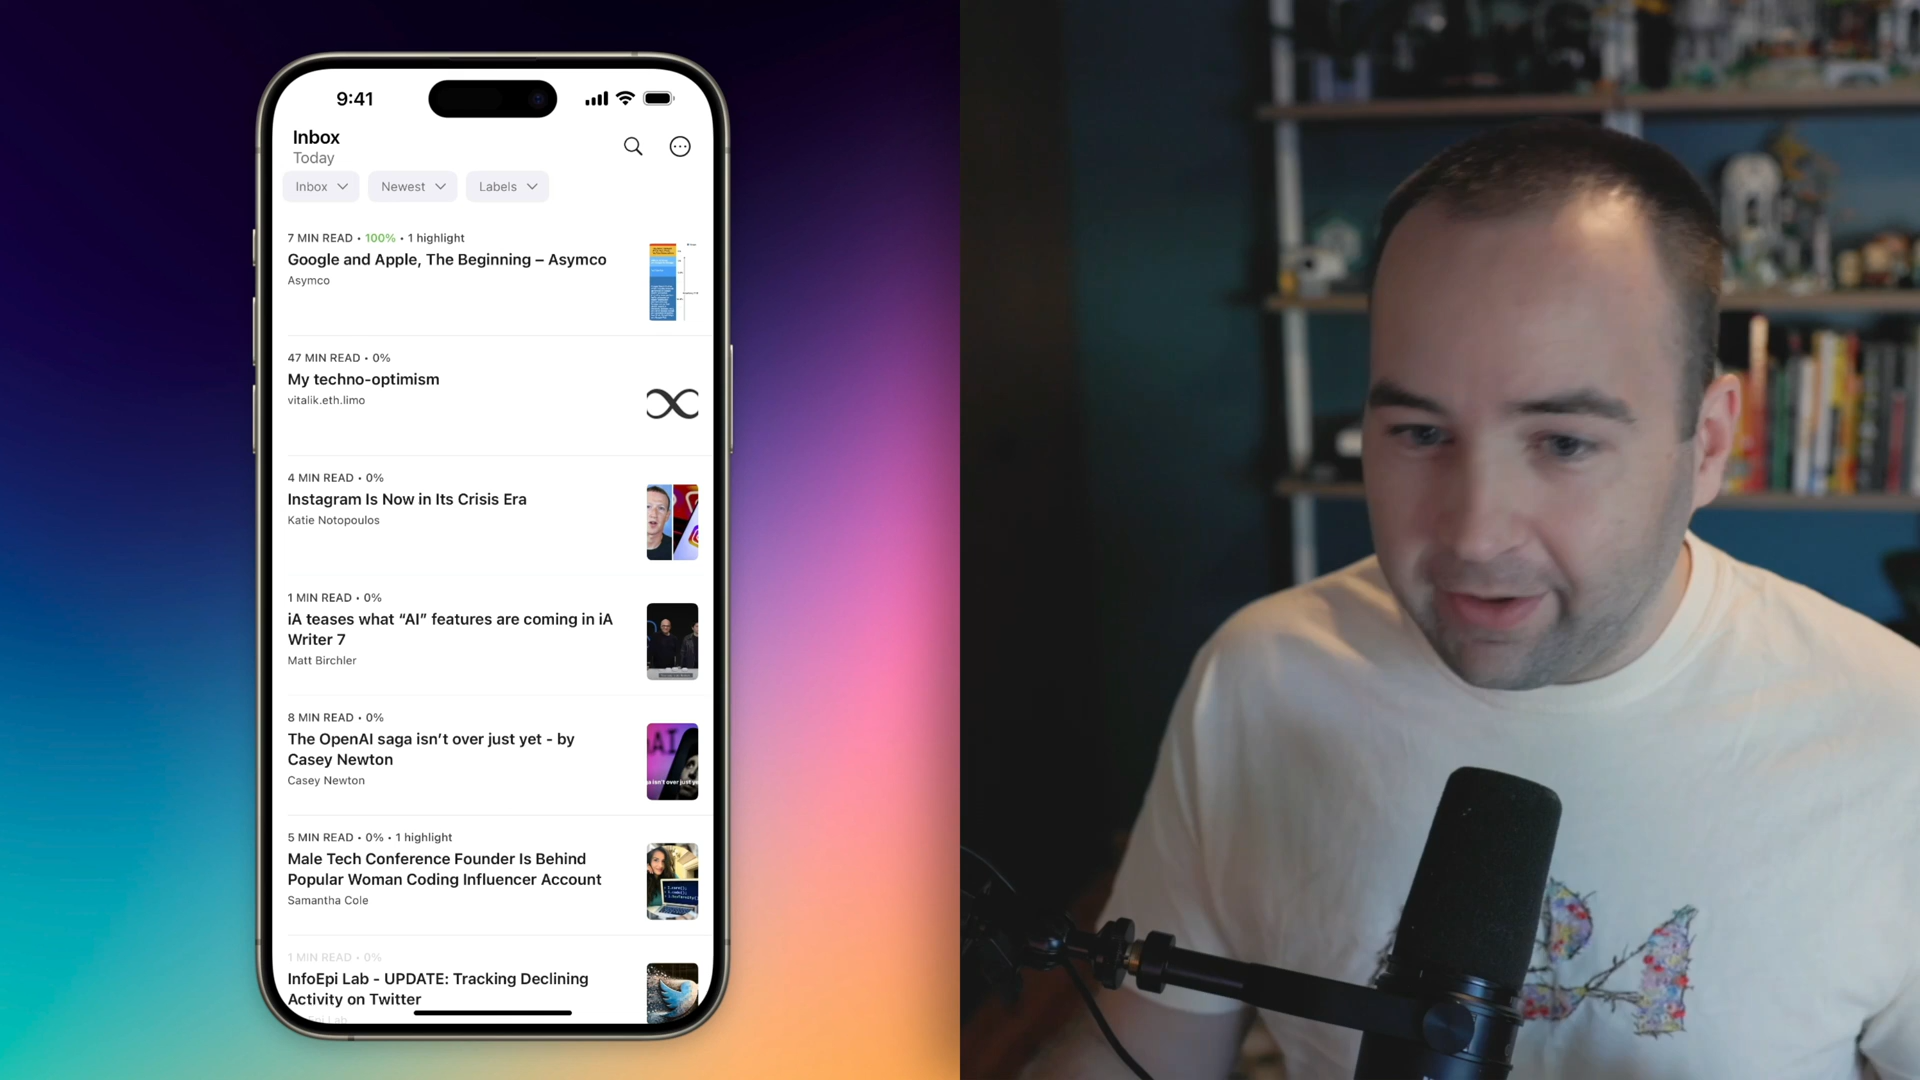 9:41
Inbox
Today
Inbox
Newest
Labels
7 MIN READ • 100% • 1 highlight
Google and Apple, The Beginning – Asymco
Asymco
47 MIN READ • 0%
My techno-optimism
vitalik.eth.limo
4 MIN READ • 0%
Instagram Is Now in Its Crisis Era
Katie Notopoulos
1 MIN READ • 0%
iA teases what “AI” features are coming in iA
Writer 7
Matt Birchler
8 MIN READ • 0%
The OpenAI saga isn’t over just yet - by
Casey Newton
Casey Newton
5 MIN READ • 0% • 1 highlight
Male Tech Conference Founder Is Behind
Popular Woman Coding Influencer Account
Samantha Cole
1 MIN READ • 0%
InfoEpi Lab - UPDATE: Tracking Declining
Activity on Twitter